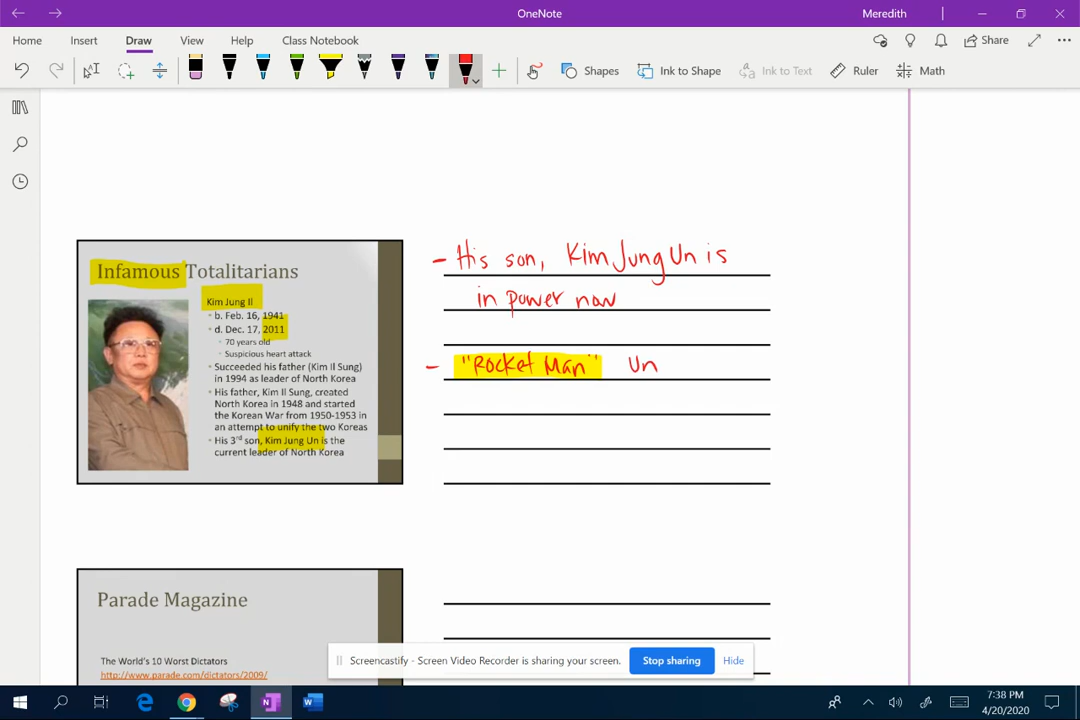 OneNote
Meredith
Home
Insert
Draw
View
Help
Class Notebook
Share
Shapes
Ink to Shape
Ink to Text
Ruler
Math
Infamous Totalitarians
Kim Jung Il
• b. Feb. 16, 1941
• d. Dec. 17, 2011
• 70 years old
• Suspicious heart attack
• Succeeded his father (Kim Il Sung)
in 1994 as leader of North Korea
• His father, Kim Il Sung, created
North Korea in 1948 and started
the Korean War from 1950-1953 in
an attempt to unify the two Koreas
• His 3rd son, Kim Jung Un is the
current leader of North Korea
- His son, Kim Jung Un is
in power now
- "Rocket Man" Un
Parade Magazine
The World's 10 Worst Dictators
http://www.parade.com/dictators/2009/
Screencastify - Screen Video Recorder is sharing your screen.
Stop sharing
Hide
7:38 PM
4/20/2020